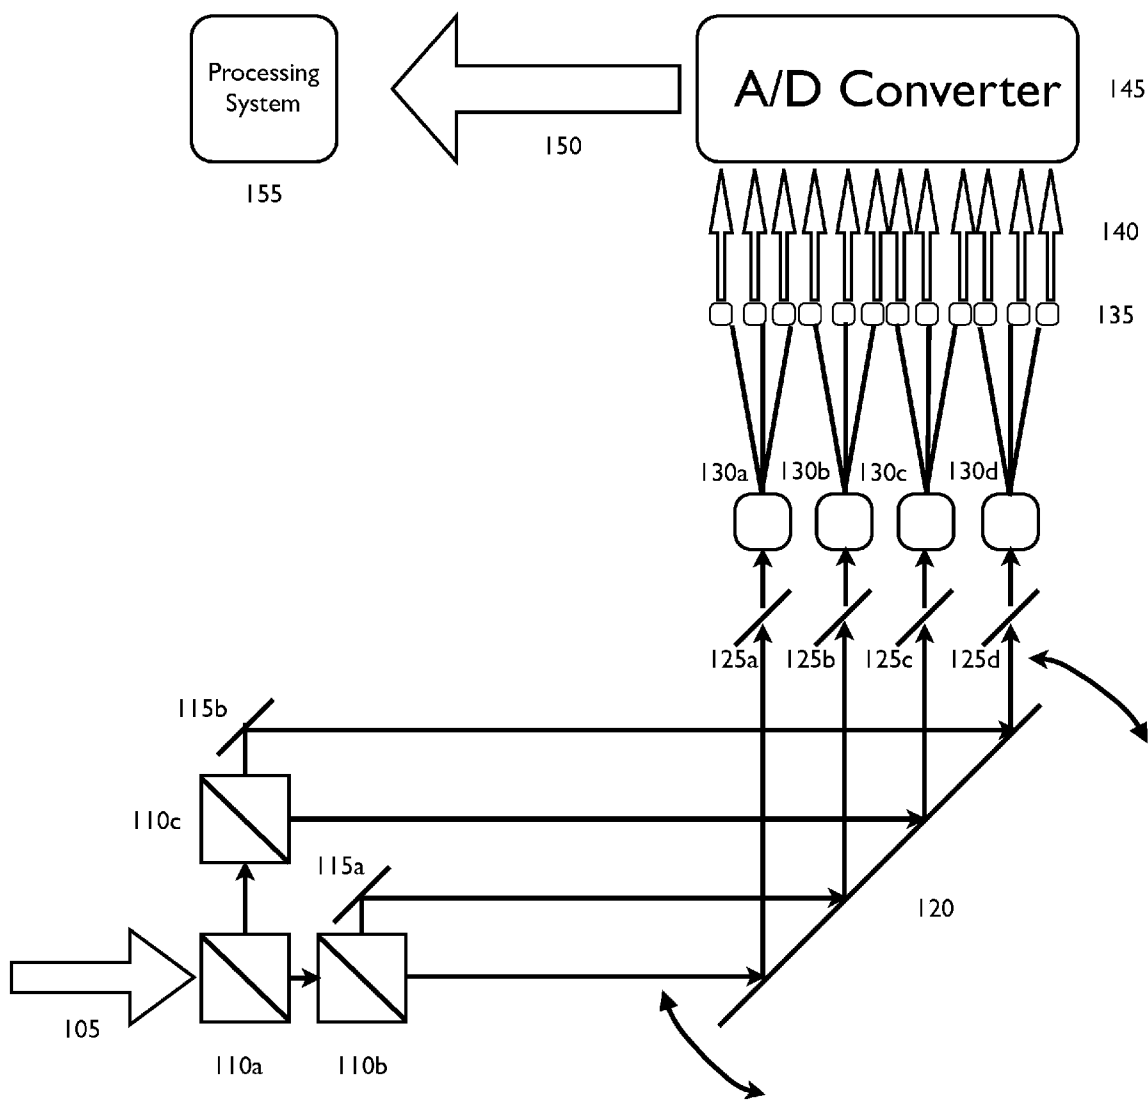 Processing
System
A/D Converter
145
150
155
140
135
130a
130b
130c
130d
125a
125b
125c
125d
115b
110c
115a
120
105
110a
110b